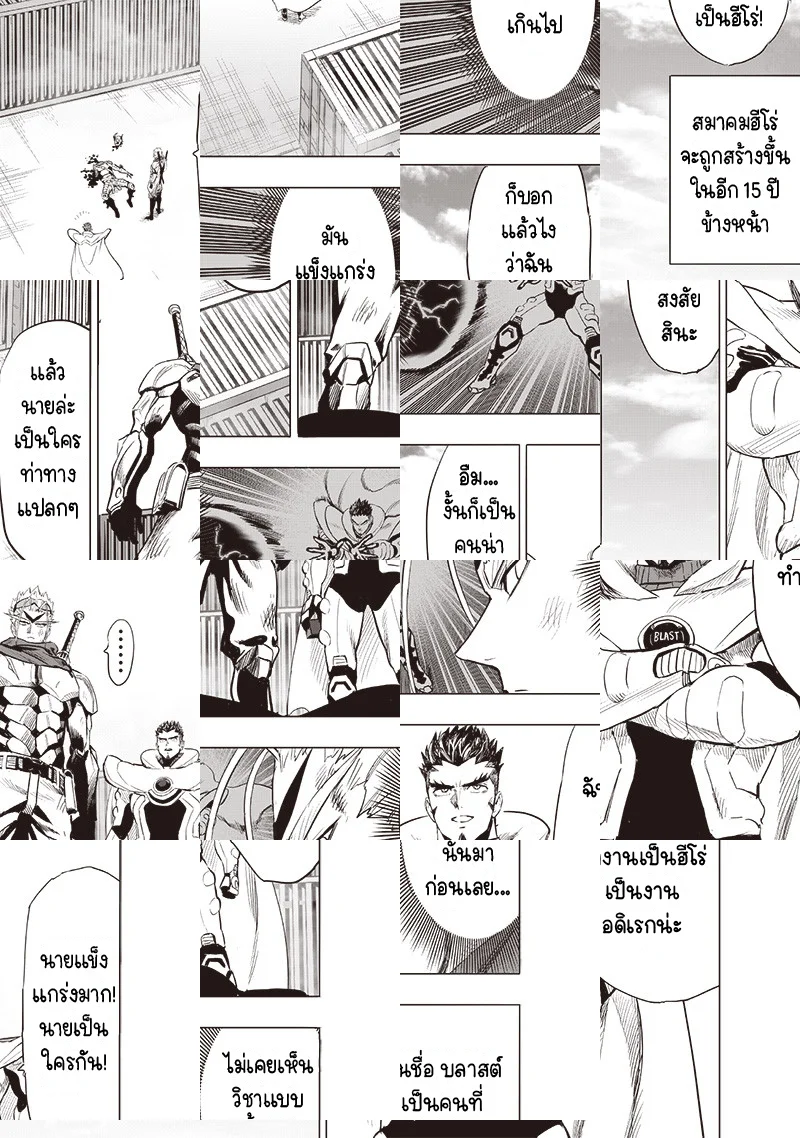 เกินไป
เป็นฮีโร่!
สมาคมฮีโร่
จะถูกสร้างขึ้น
ในอีก 15 ปี
ข้างหน้า
มัน
แข็งแกร่ง
ก็บอก
แล้วไง
ว่าฉัน
แล้ว
นายล่ะ
เป็นใคร
ท่าทาง
แปลกๆ
อืม...
งั้นก็เป็น
คนน่า
สงสัย
สินะ
BLAST
ทำ
ฉัน
นายแข็ง
แกร่งมาก!
นายเป็น
ใครกัน!
ไม่เคยเห็น
วิชาแบบ
นั้นมา
ก่อนเลย...
นชื่อ บลาสต์
เป็นคนที่
งานเป็นฮีโร่
เป็นงาน
อดิเรกน่ะ